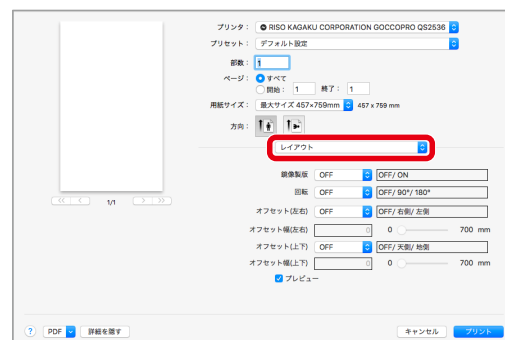 プリンタ： RISO KAGAKU CORPORATION GOCCOPRO QS2536
プリセット： デフォルト設定
部数： 1
ページ： すべて
開始： 1 終了： 1
用紙サイズ： 最大サイズ 457×759mm 457 x 759 mm
方向：
レイアウト
鏡像製版 OFF OFF/ ON
回転 OFF OFF/ 90°/ 180°
オフセット(左右) OFF OFF/ 右側/ 左側
オフセット幅(左右) 0 0 700 mm
オフセット(上下) OFF OFF/ 天側/ 地側
オフセット幅(上下) 0 0 700 mm
プレビュー
<< < 1/1 > >>
? PDF 詳細を隠す キャンセル プリント